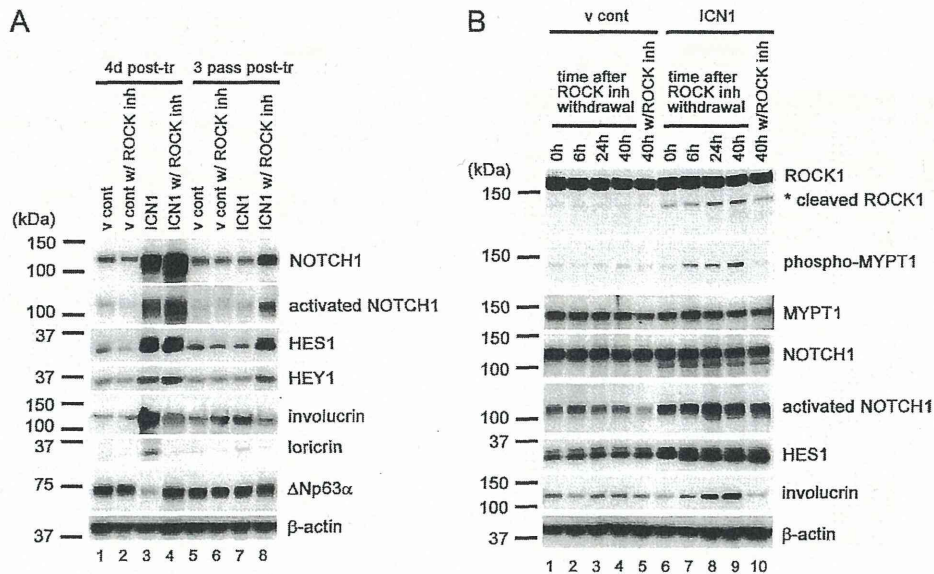 A
4d post-tr
3 pass post-tr
v cont
v cont w/ ROCK inh
ICN1
ICN1 w/ ROCK inh
v cont
v cont w/ ROCK inh
ICN1
ICN1 w/ ROCK inh
(kDa)
150
100
NOTCH1
100
activated NOTCH1
37
HES1
37
HEY1
150
100
involucrin
37
loricrin
75
ΔNp63α
37
β-actin
1 2 3 4 5 6 7 8
B
v cont
ICN1
time after
ROCK inh
withdrawal
40h w/ROCK inh
time after
ROCK inh
withdrawal
40h w/ROCK inh
0h
6h
24h
40h
0h
6h
24h
40h
(kDa)
ROCK1
150
* cleaved ROCK1
150
phospho-MYPT1
150
MYPT1
150
100
NOTCH1
100
activated NOTCH1
37
HES1
150
100
involucrin
37
β-actin
1 2 3 4 5 6 7 8 9 10